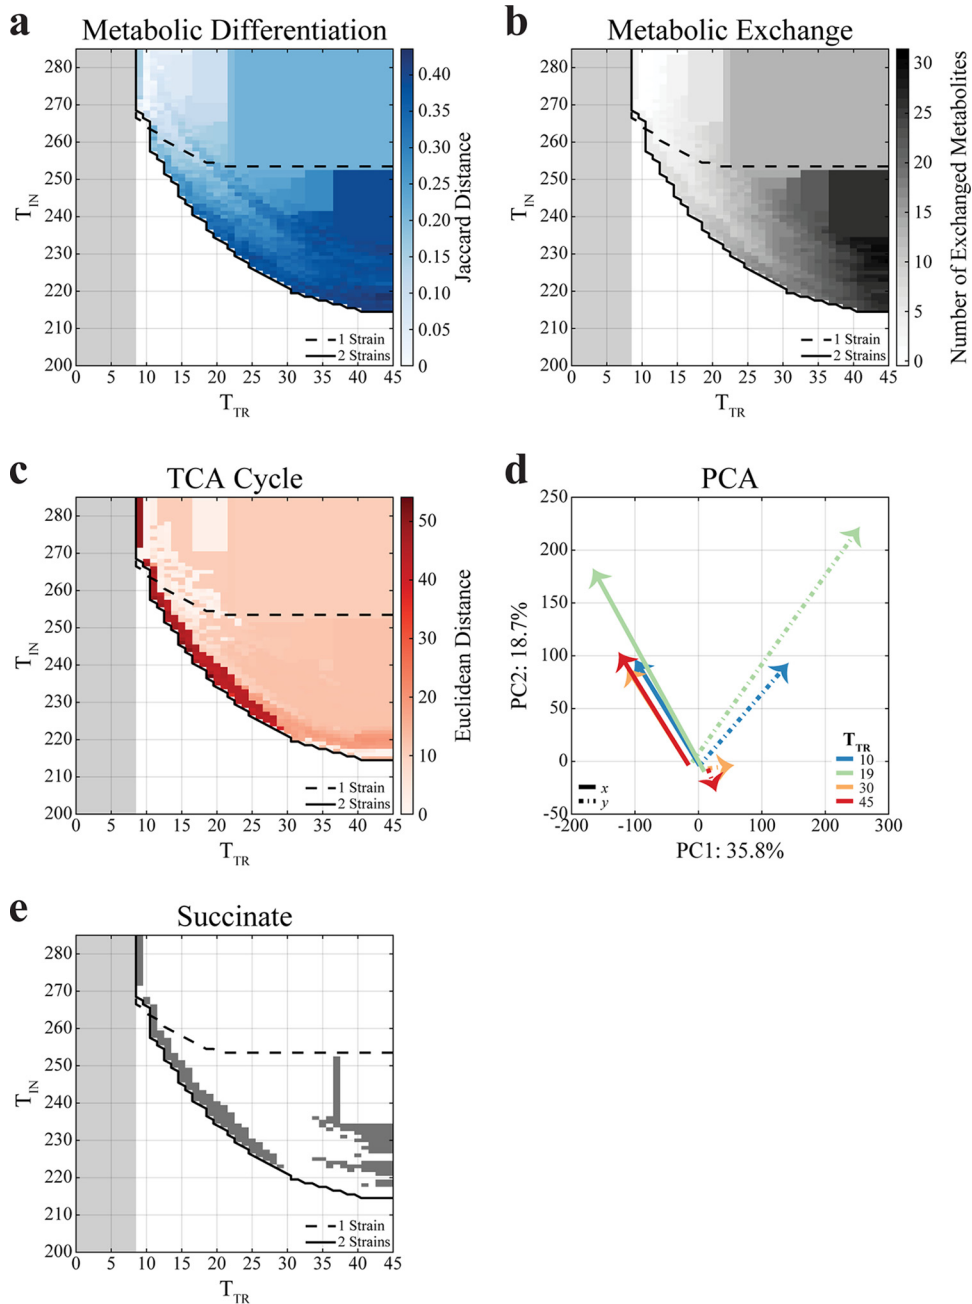 a
Metabolic Differentiation
280
270
260
250
240
230
220
210
200
0 5 10 15 20 25 30 35 40 45
T_IN
T_TR
1 Strain
2 Strains
0.40
0.35
0.30
0.25
0.20
0.15
0.10
0.05
0
Jaccard Distance
b
Metabolic Exchange
280
270
260
250
240
230
220
210
200
0 5 10 15 20 25 30 35 40 45
T_IN
T_TR
1 Strain
2 Strains
30
25
20
15
10
5
0
Number of Exchanged Metabolites
c
TCA Cycle
280
270
260
250
240
230
220
210
200
0 5 10 15 20 25 30 35 40 45
T_IN
T_TR
1 Strain
2 Strains
50
40
30
20
10
0
Euclidean Distance
d
PCA
250
200
150
100
50
0
-50
-200 -100 0 100 200 300
PC2: 18.7%
PC1: 35.8%
x
y
T_TR
10
19
30
45
e
Succinate
280
270
260
250
240
230
220
210
200
0 5 10 15 20 25 30 35 40 45
T_IN
T_TR
1 Strain
2 Strains